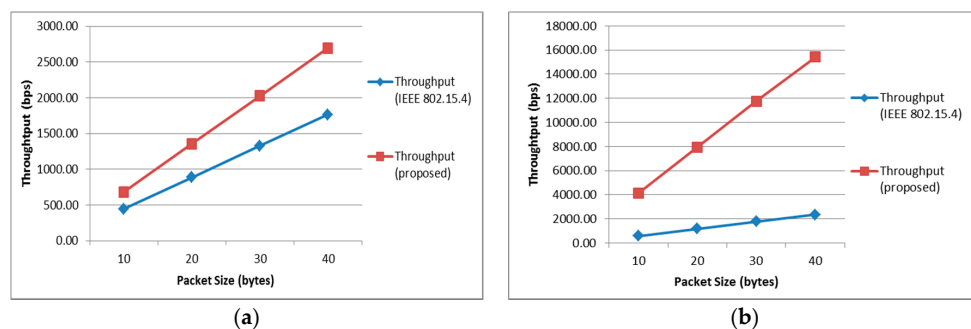 3000.00
2500.00
2000.00
1500.00
1000.00
500.00
0.00
Throughtput (bps)
10 20 30 40
Packet Size (bytes)
Throughput
(IEEE 802.15.4)
Throughput
(proposed)
(a)
18000.00
16000.00
14000.00
12000.00
10000.00
8000.00
6000.00
4000.00
2000.00
0.00
Throughtput (bps)
10 20 30 40
Packet Size (bytes)
Throughput
(IEEE 802.15.4)
Throughput
(proposed)
(b)